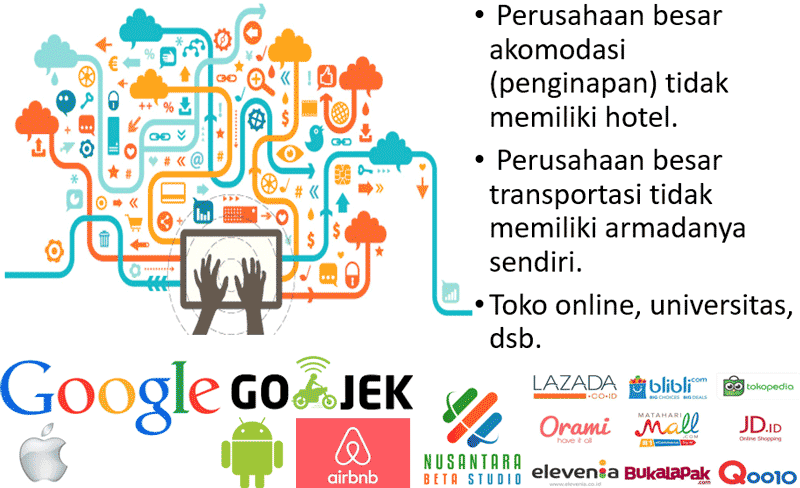 • Perusahaan besar
akomodasi
(penginapan) tidak
memiliki hotel.
• Perusahaan besar
transportasi tidak
memiliki armadanya
sendiri.
• Toko online, universitas,
dsb.
Google
GO JEK
airbnb
NUSANTARA
BETA STUDIO
LAZADA
.CO.ID
blibli.com
BIG CHOICES. BIG DEALS
tokopedia
Orami
have it all
MATAHARI
Mall
.COM
JD.ID
Online Shopping
elevenia
www.elevenia.co.id
BUKALAPAK
.COM
Qoo10